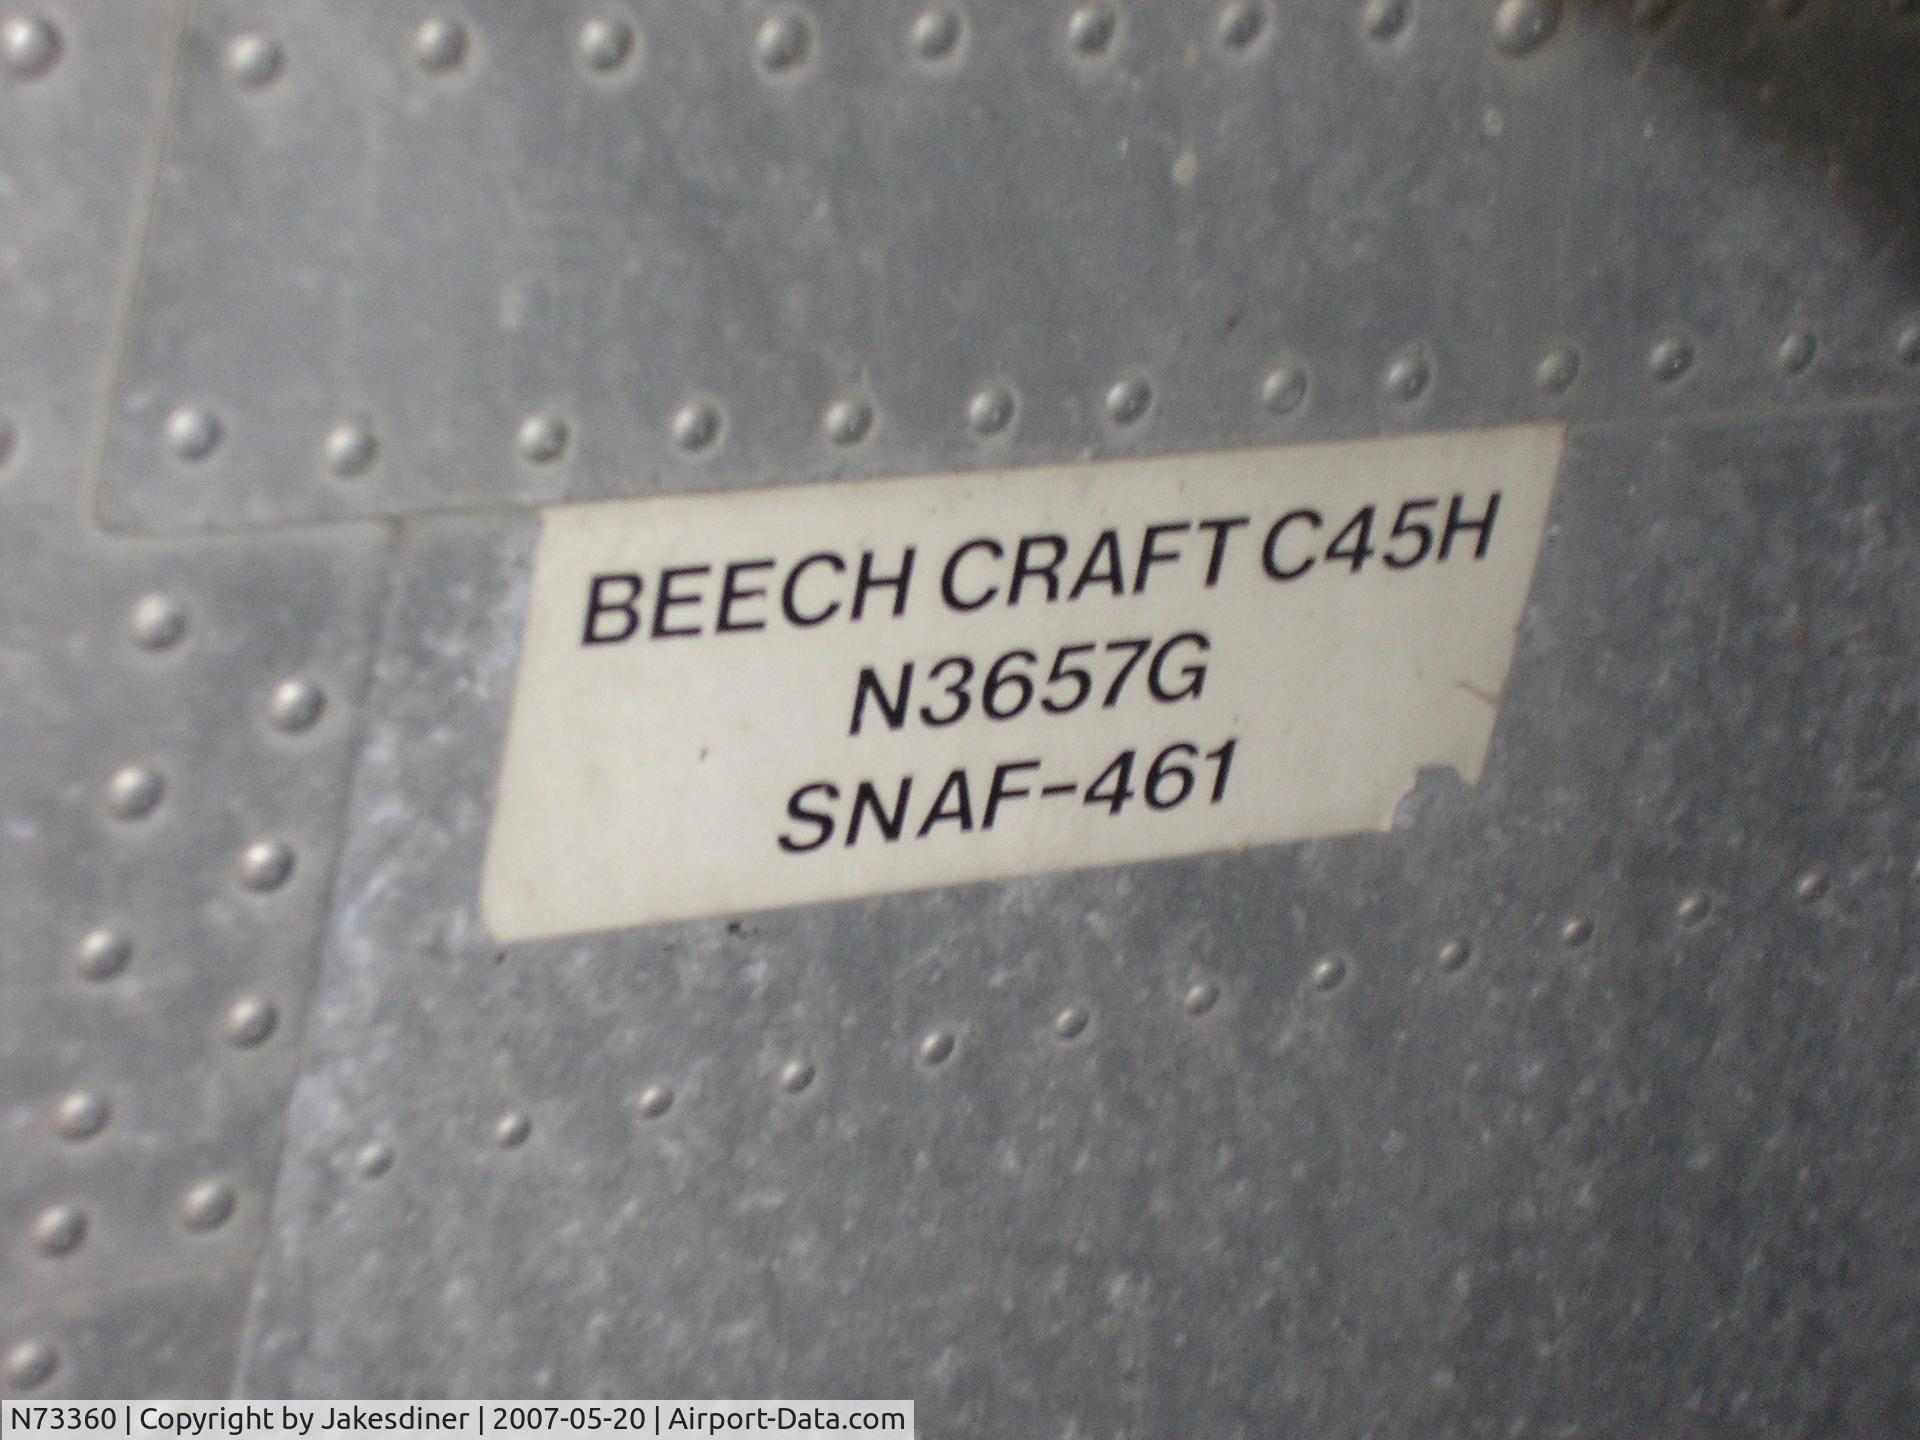 BEECH CRAFT C45H
N3657G
SNAF-461
N73360 | Copyright by Jakesdiner | 2007-05-20 | Airport-Data.com